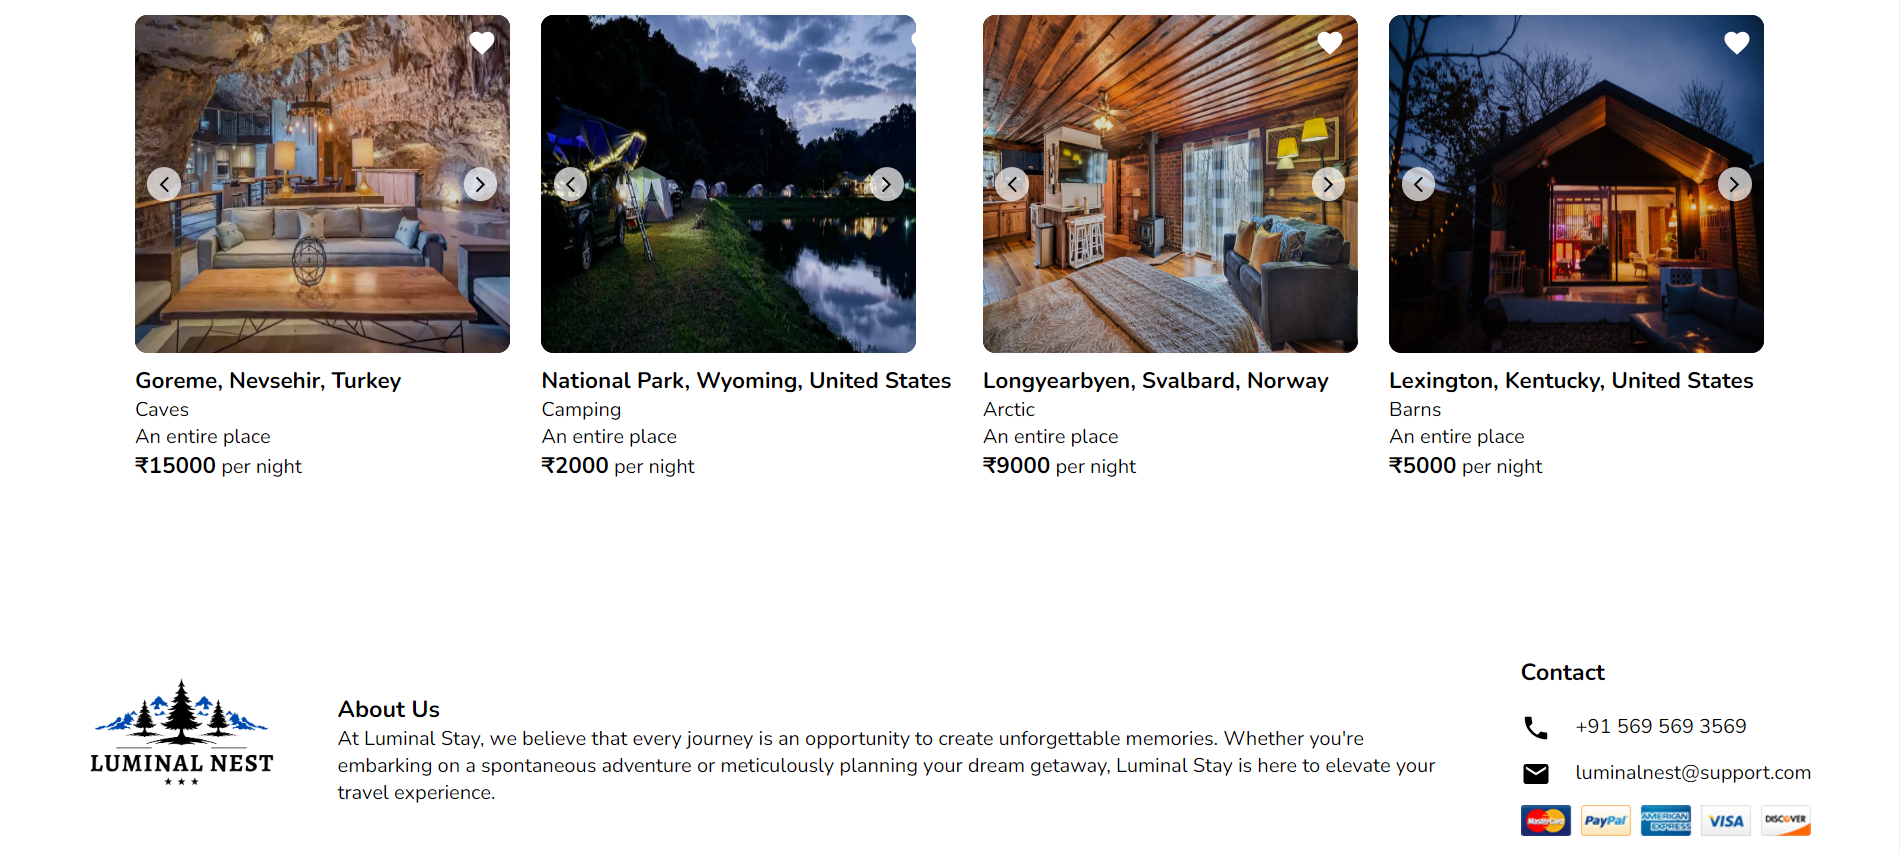 Goreme, Nevsehir, Turkey
Caves
An entire place
₹15000 per night
National Park, Wyoming, United States
Camping
An entire place
₹2000 per night
Longyearbyen, Svalbard, Norway
Arctic
An entire place
₹9000 per night
Lexington, Kentucky, United States
Barns
An entire place
₹5000 per night
LUMINAL NEST
About Us
At Luminal Stay, we believe that every journey is an opportunity to create unforgettable memories. Whether you're
embarking on a spontaneous adventure or meticulously planning your dream getaway, Luminal Stay is here to elevate your
travel experience.
Contact
+91 569 569 3569
luminalnest@support.com
MasterCard PayPal AMERICAN EXPRESS VISA DISCOVER